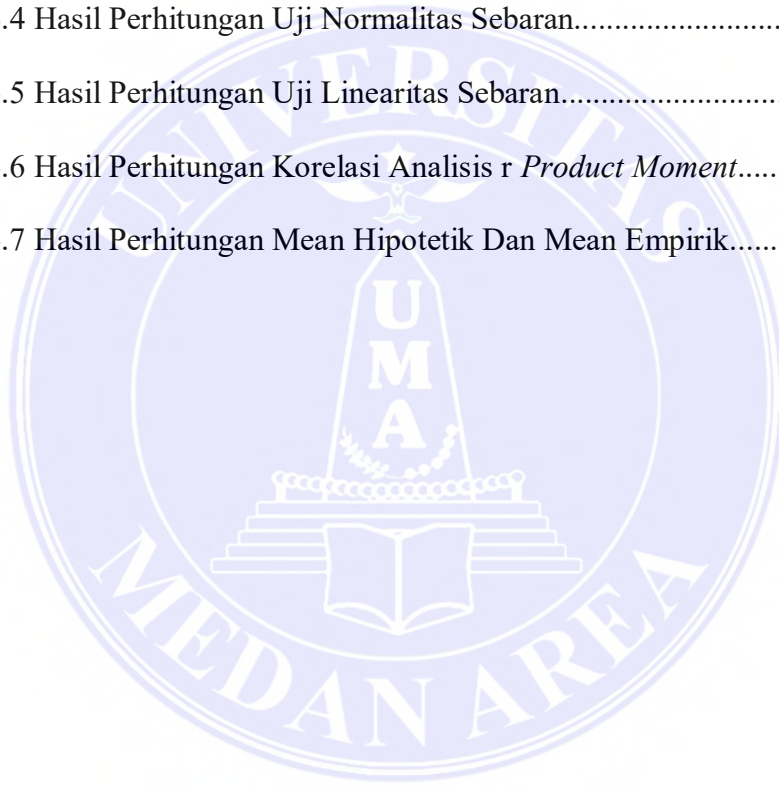 .4 Hasil Perhitungan Uji Normalitas Sebaran.........................
.5 Hasil Perhitungan Uji Linearitas Sebaran..........................
.6 Hasil Perhitungan Korelasi Analisis r Product Moment.....
.7 Hasil Perhitungan Mean Hipotetik Dan Mean Empirik......
UNIVERSITAS
U
M
A
MEDAN AREA